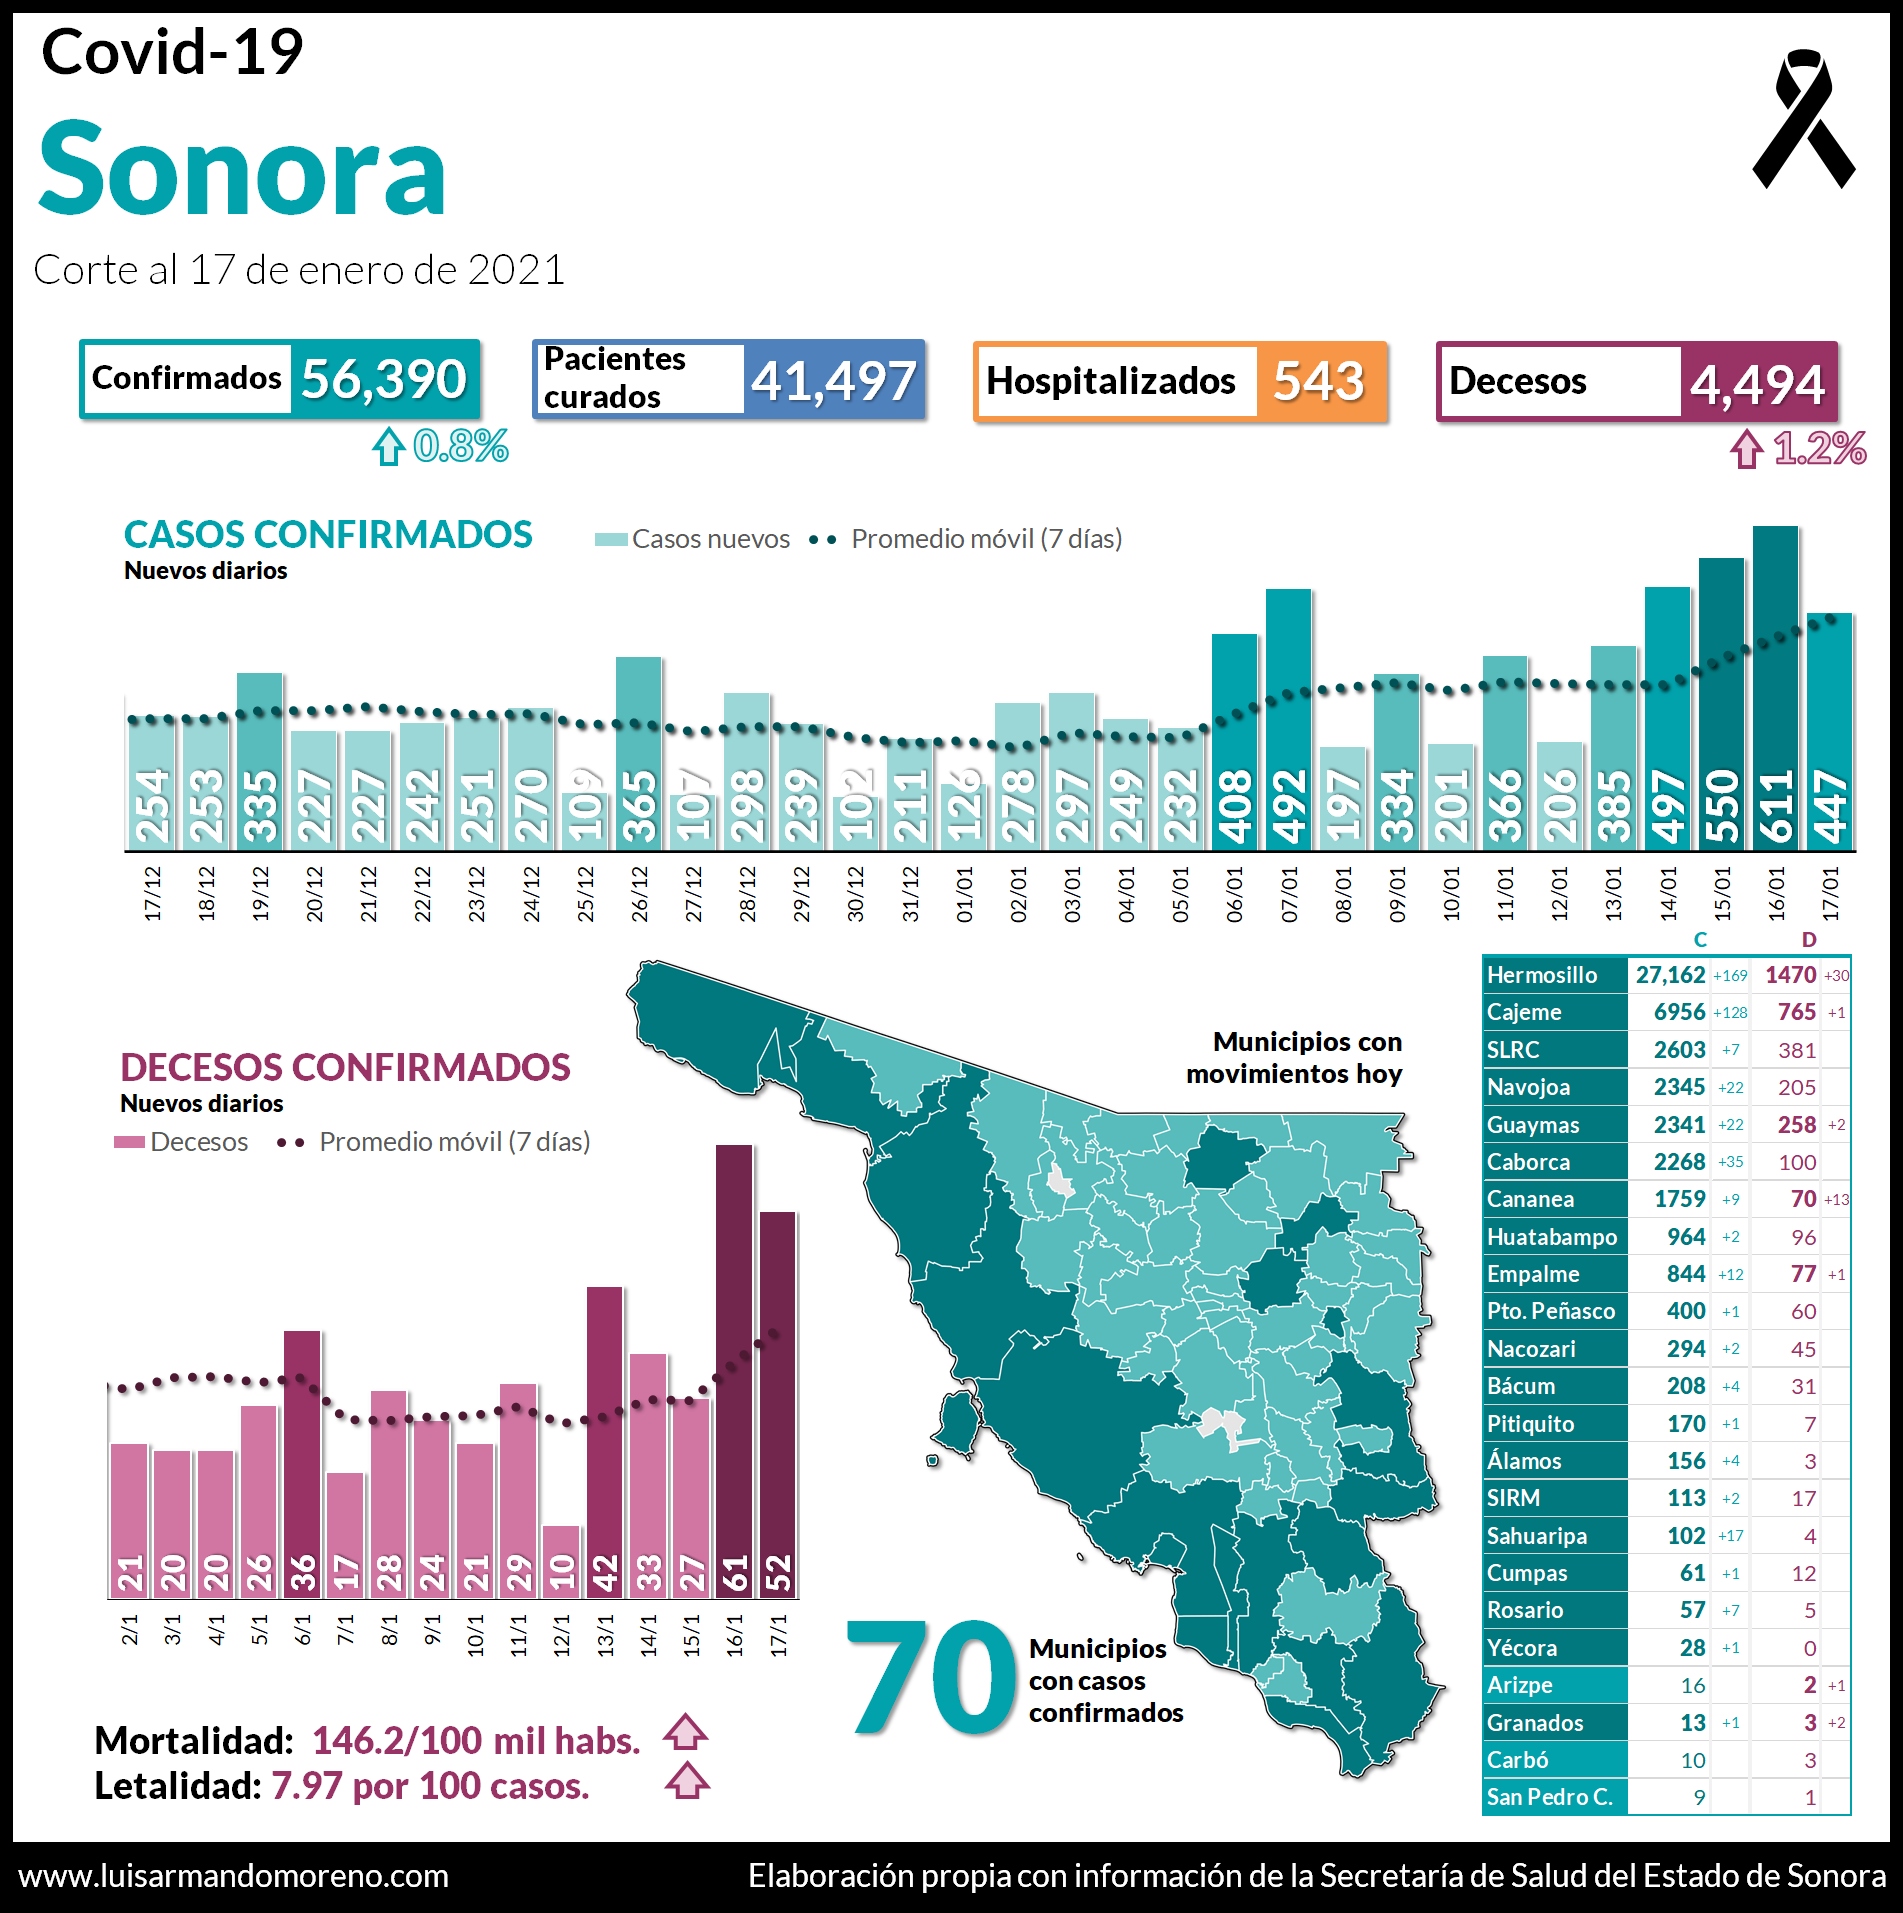 Covid-19
Sonora
Corte al 17 de enero de 2021
Confirmados 56,390
0.8%
Pacientes
curados
41,497
Hospitalizados 543
Decesos 4,494
1.2%
CASOS CONFIRMADOS
Nuevos diarios
Casos nuevos
Promedio móvil (7 días)
254 253 335 227 227 242 251 270 109 365 107 298 239 102 211 126 278 297 249 232 408 492 197 334 201 366 206 385 497 550 611 447
17/12 18/12 19/12 20/12 21/12 22/12 23/12 24/12 25/12 26/12 27/12 28/12 29/12 30/12 31/12 01/01 02/01 03/01 04/01 05/01 06/01 07/01 08/01 09/01 10/01 11/01 12/01 13/01 14/01 15/01 16/01 17/01
DECESOS CONFIRMADOS
Nuevos diarios
Decesos
Promedio móvil (7 días)
21 20 20 26 36 17 28 24 21 29 10 42 33 27 61 52
2/1 3/1 4/1 5/1 6/1 7/1 8/1 9/1 10/1 11/1 12/1 13/1 14/1 15/1 16/1 17/1
Mortalidad: 146.2/100 mil habs.
Letalidad: 7.97 por 100 casos.
Municipios con
movimientos hoy
70
Municipios
con casos
confirmados
C D
Hermosillo 27,162 +169 1470 +30
Cajeme 6956 +128 765 +1
SLRC 2603 +7 381
Navojoa 2345 +22 205
Guaymas 2341 +22 258 +2
Caborca 2268 +35 100
Cananea 1759 +9 70 +13
Huatabampo 964 +2 96
Empalme 844 +12 77 +1
Pto. Peñasco 400 +1 60
Nacozari 294 +2 45
Bácum 208 +4 31
Pitiquito 170 +1 7
Álamos 156 +4 3
SIRM 113 +2 17
Sahuaripa 102 +17 4
Cumpas 61 +1 12
Rosario 57 +7 5
Yécora 28 +1 0
Arizpe 16 2 +1
Granados 13 +1 3 +2
Carbó 10 3
San Pedro C. 9 1
www.luisarmandomoreno.com
Elaboración propia con información de la Secretaría de Salud del Estado de Sonora